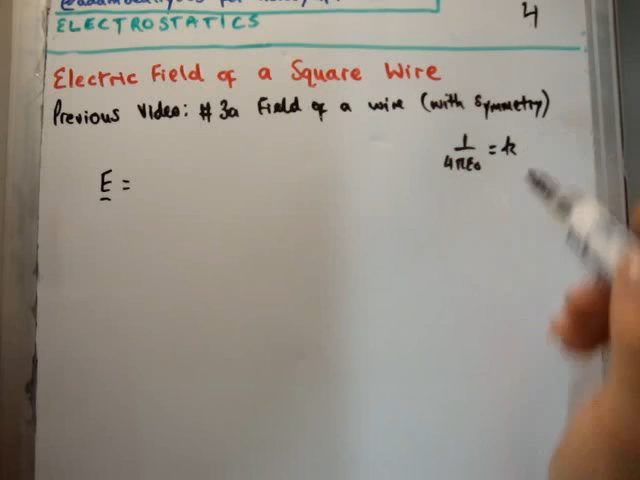 4
ELECTROSTATICS
Electric Field of a Square Wire
Previous Video: #3a Field of a wire (with symmetry)
1/4πε₀ = k
E =